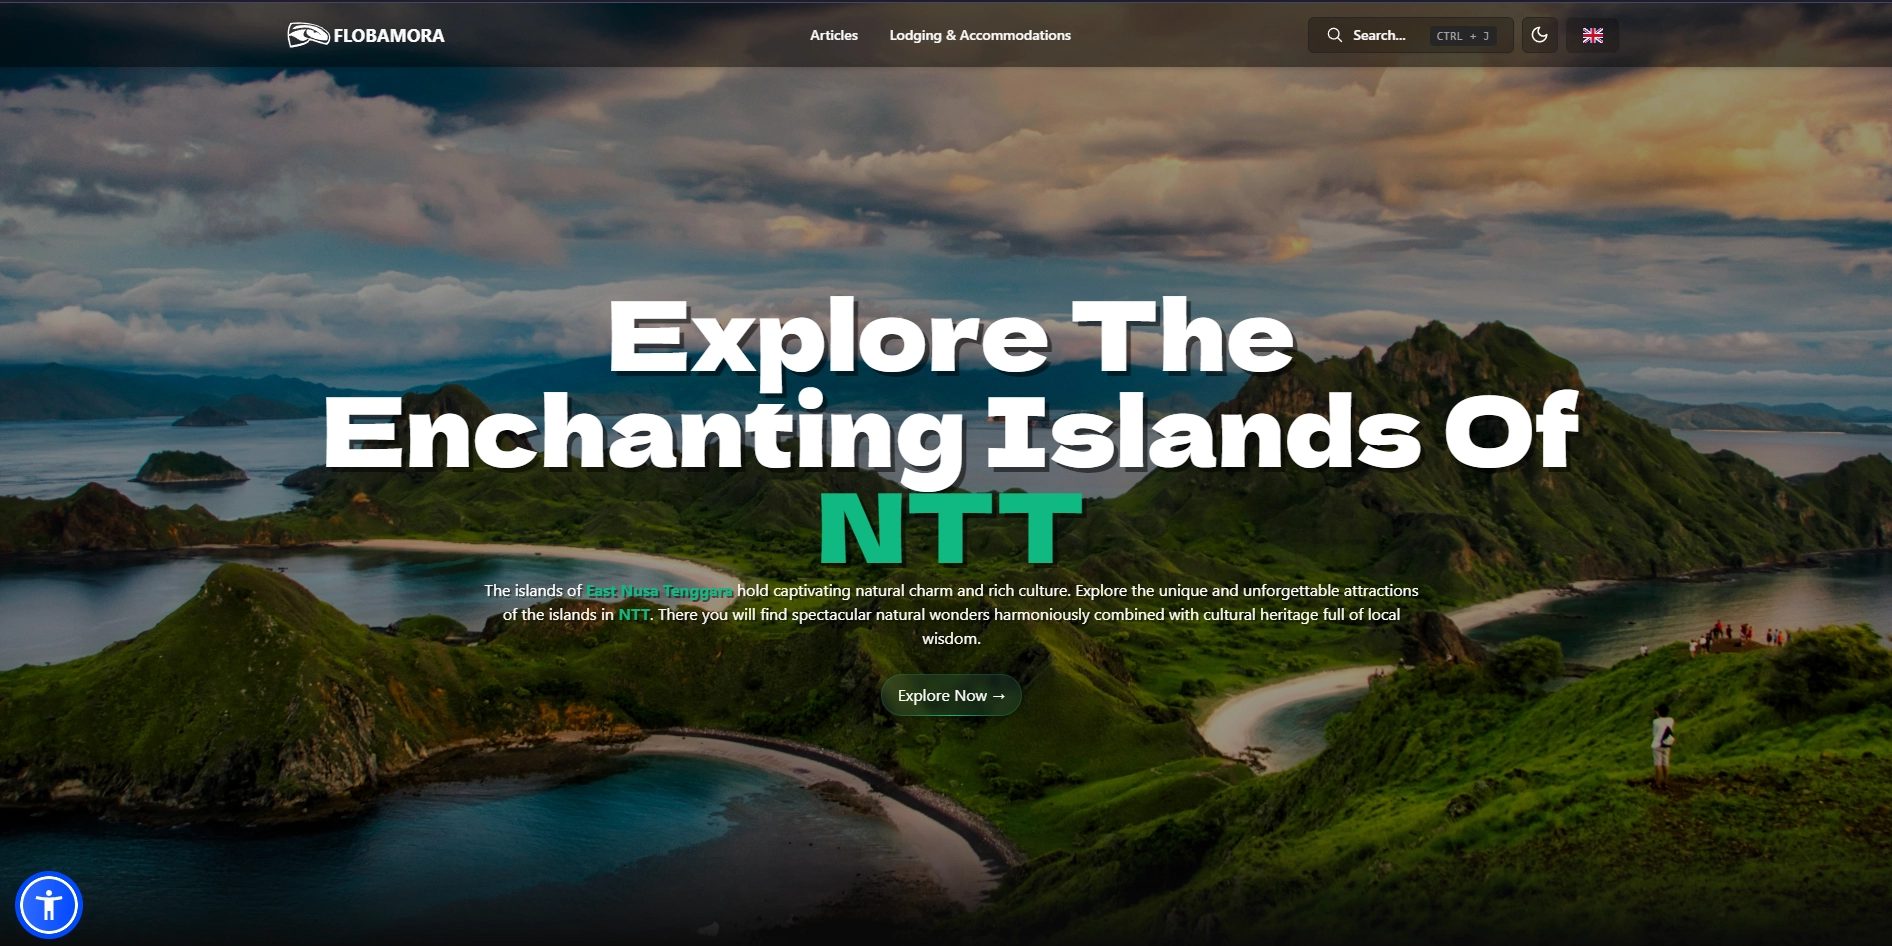 FLOBAMORA
Articles
Lodging & Accommodations
Search...
CTRL + J
Explore The
Enchanting Islands Of
NTT
The islands of East Nusa Tenggara hold captivating natural charm and rich culture. Explore the unique and unforgettable attractions
of the islands in NTT. There you will find spectacular natural wonders harmoniously combined with cultural heritage full of local
wisdom.
Explore Now →